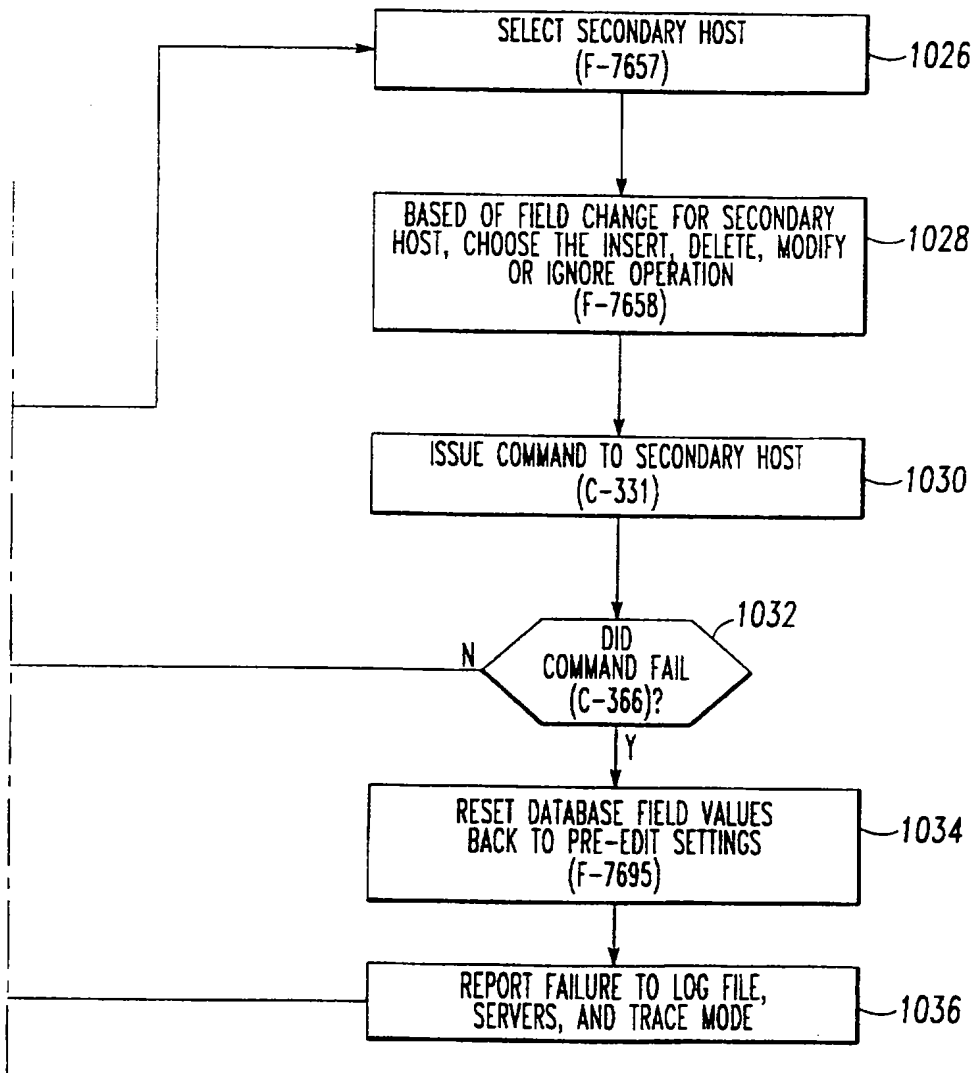 SELECT SECONDARY HOST
(F-7657)
1026
BASED OF FIELD CHANGE FOR SECONDARY
HOST, CHOOSE THE INSERT, DELETE, MODIFY
OR IGNORE OPERATION
(F-7658)
1028
ISSUE COMMAND TO SECONDARY HOST
(C-331)
1030
1032
DID
COMMAND FAIL
(C-366)?
N
Y
RESET DATABASE FIELD VALUES
BACK TO PRE-EDIT SETTINGS
(F-7695)
1034
REPORT FAILURE TO LOG FILE,
SERVERS, AND TRACE MODE
1036